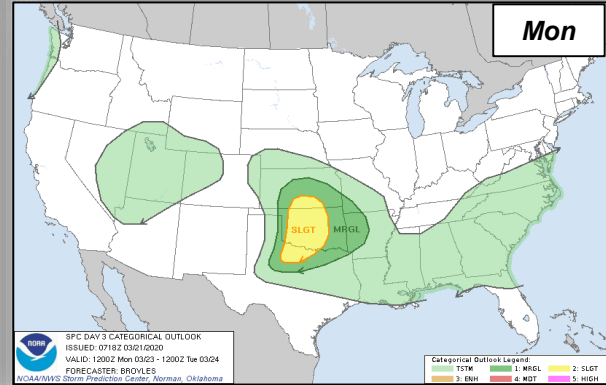 Mon
SLGT
MRGL
NOAA
SPC DAY 3 CATEGORICAL OUTLOOK
ISSUED: 0718Z 03/21/2020
VALID: 1200Z Mon 03/23 - 1200Z Tue 03/24
FORECASTER: BROYLES
NOAA/NWS Storm Prediction Center, Norman, Oklahoma
Categorical Outlook Legend:
TSTM 1: MRGL 2: SLGT
3: ENH 4: MDT 5: HIGH